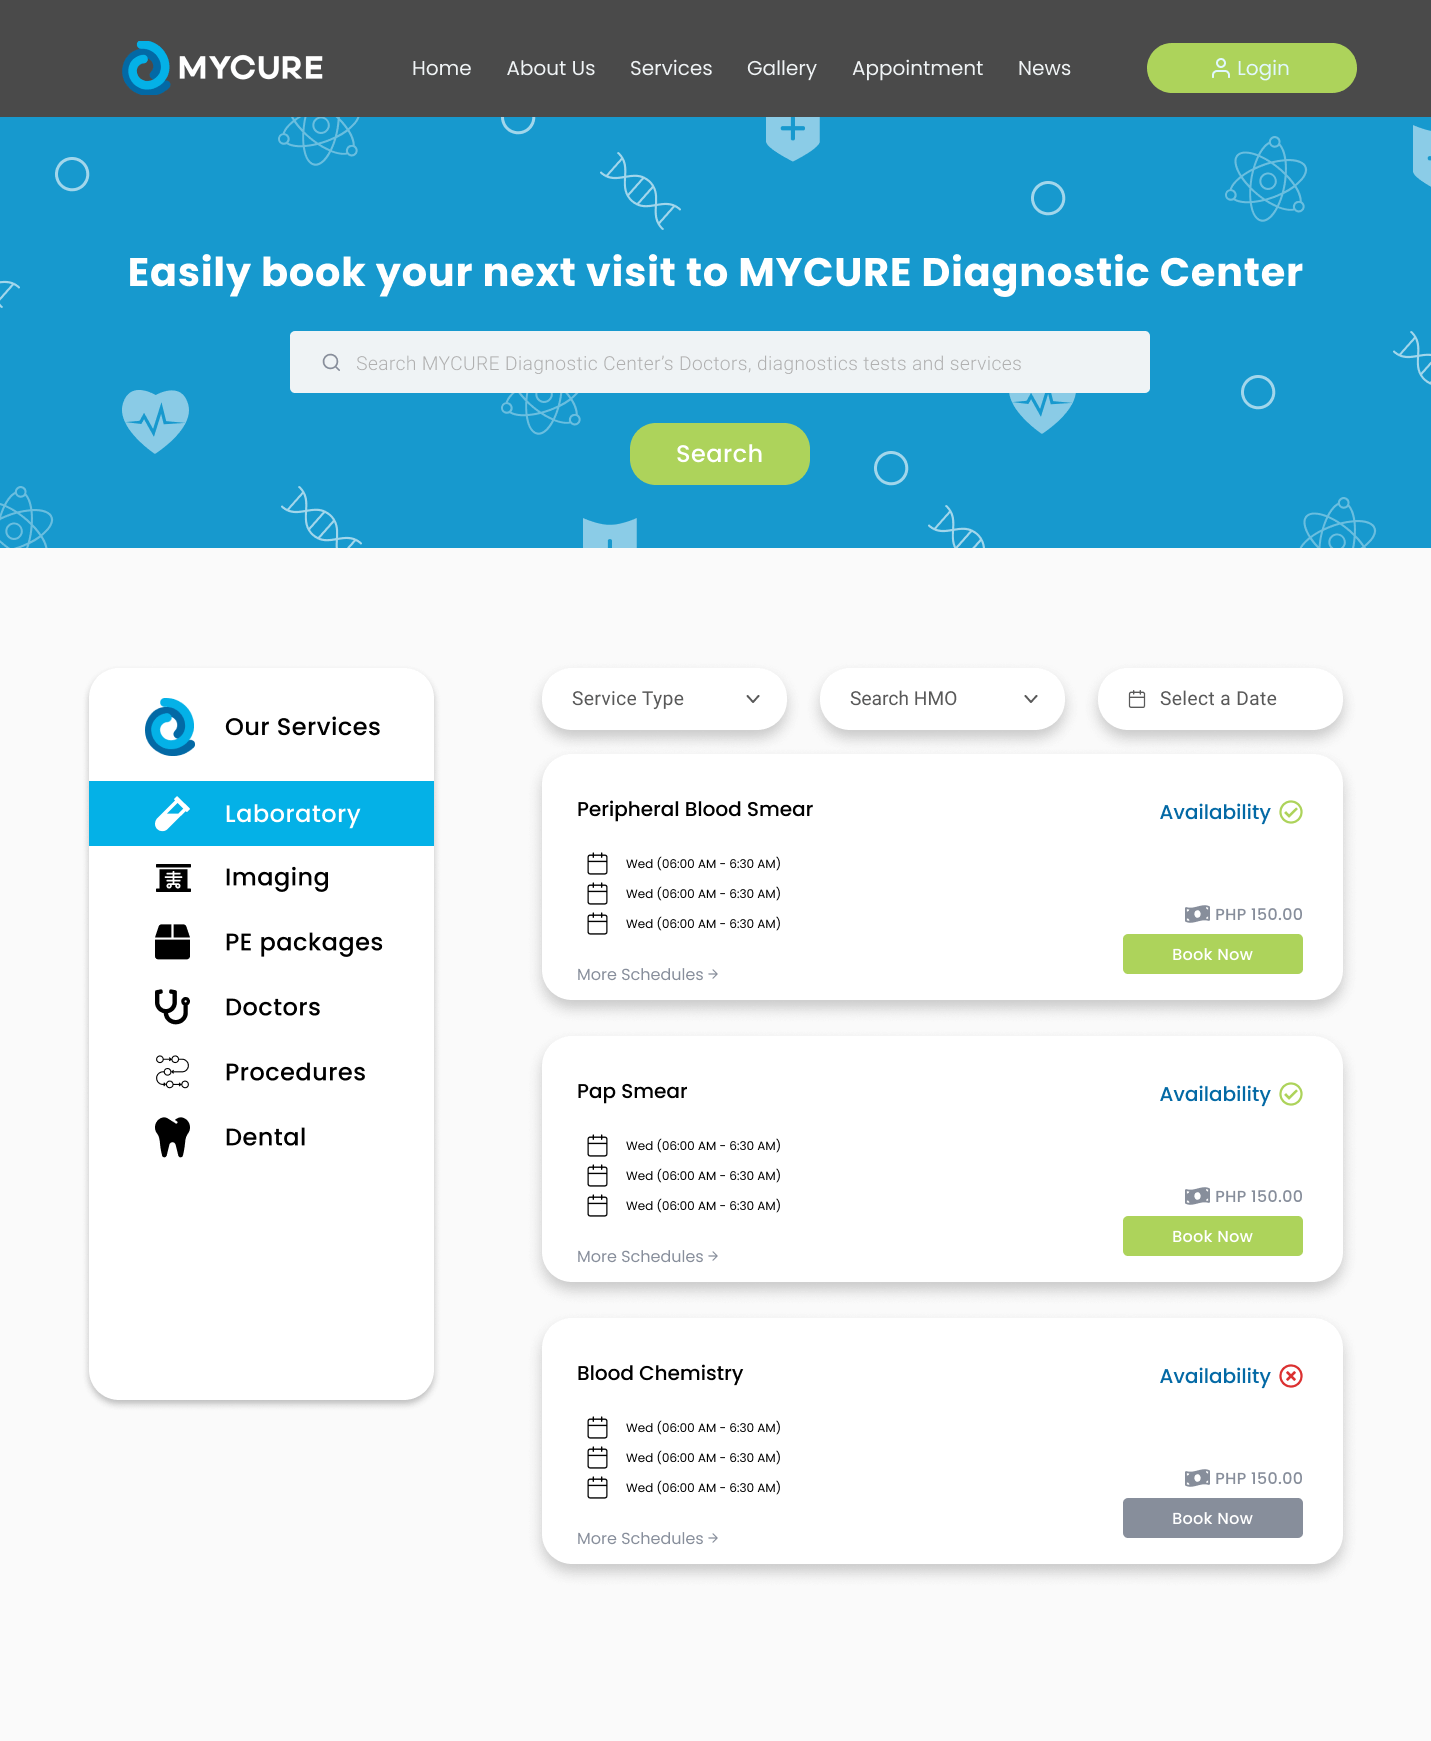 MYCURE
Home About Us Services Gallery Appointment News Login
Easily book your next visit to MYCURE Diagnostic Center
Search MYCURE Diagnostic Center's Doctors, diagnostics tests and services
Search
Our Services
Laboratory
Imaging
PE packages
Doctors
Procedures
Dental
Service Type
Search HMO
Select a Date
Peripheral Blood Smear
Availability
Wed (06:00 AM - 6:30 AM)
Wed (06:00 AM - 6:30 AM)
Wed (06:00 AM - 6:30 AM)
PHP 150.00
Book Now
More Schedules →
Pap Smear
Availability
Wed (06:00 AM - 6:30 AM)
Wed (06:00 AM - 6:30 AM)
Wed (06:00 AM - 6:30 AM)
PHP 150.00
Book Now
More Schedules →
Blood Chemistry
Availability
Wed (06:00 AM - 6:30 AM)
Wed (06:00 AM - 6:30 AM)
Wed (06:00 AM - 6:30 AM)
PHP 150.00
Book Now
More Schedules →